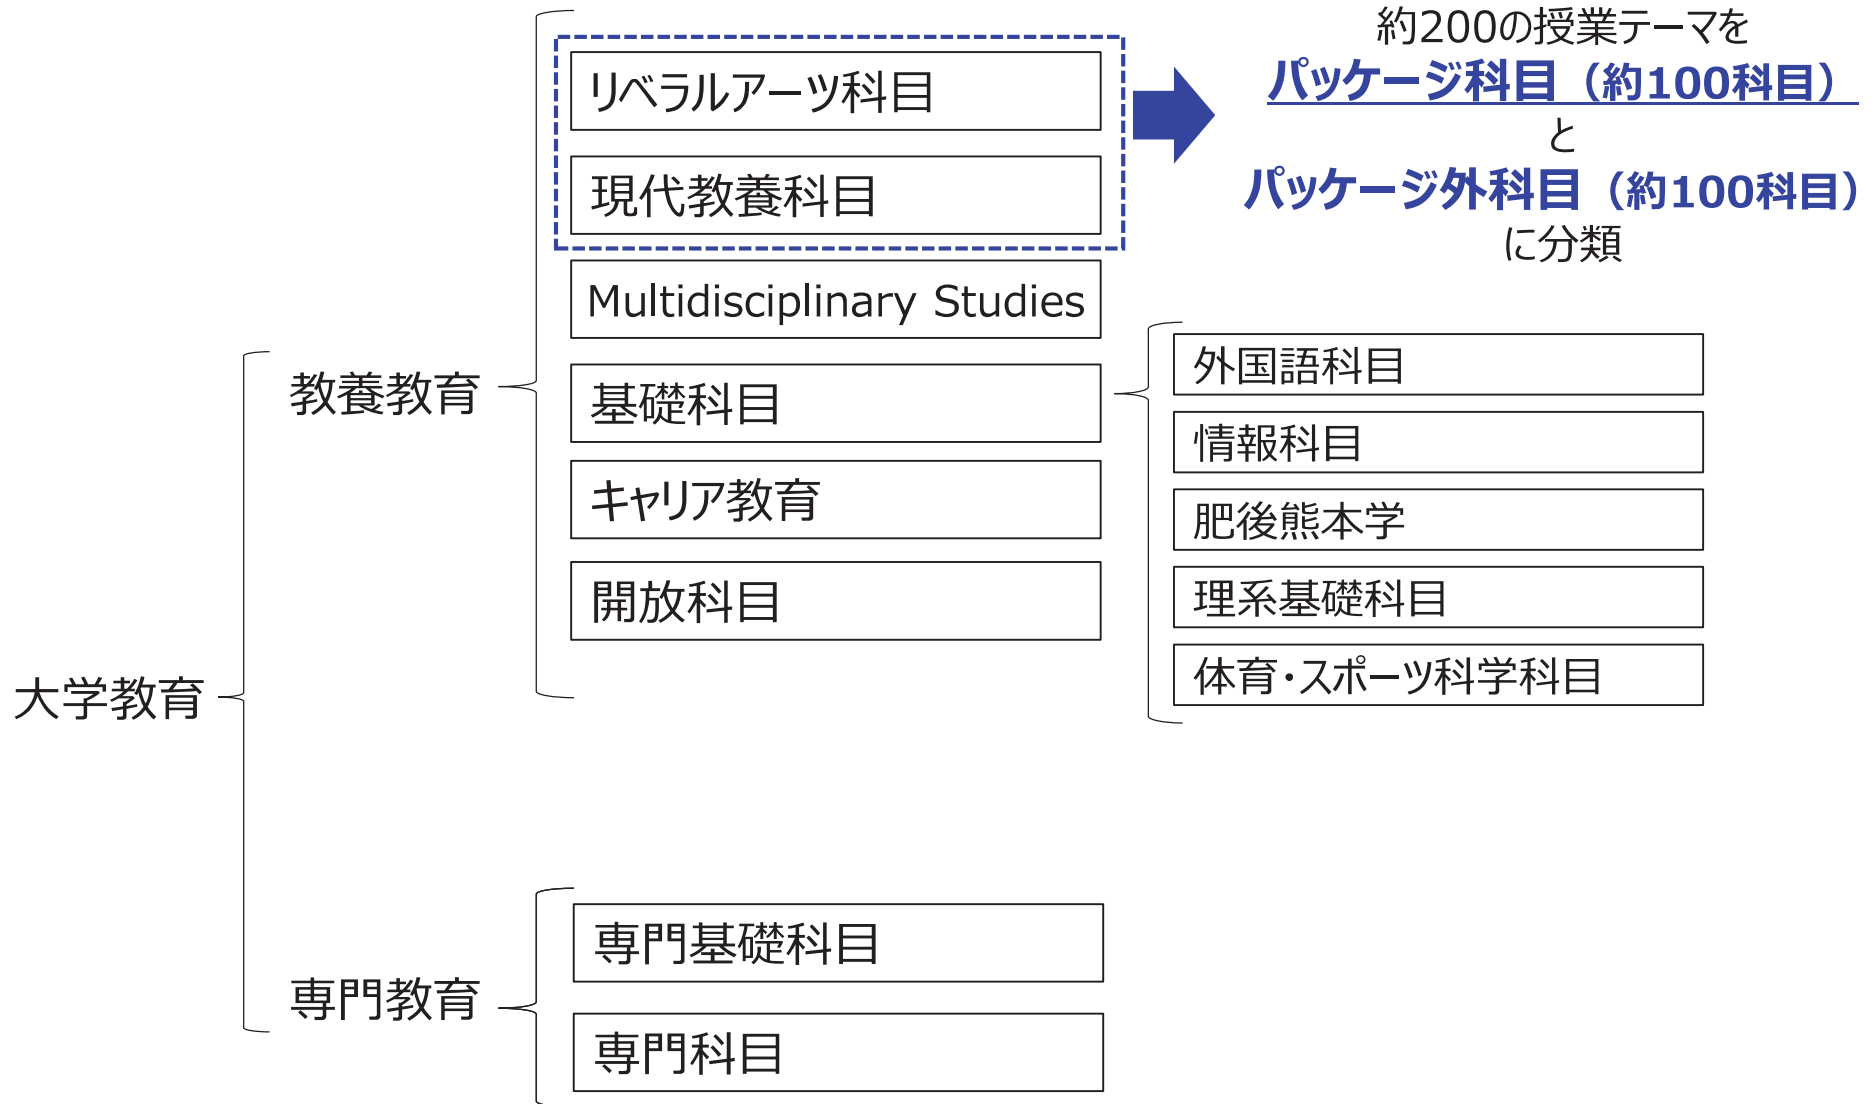 約200の授業テーマを
パッケージ科目（約100科目）
と
パッケージ外科目（約100科目）
に分類
リベラルアーツ科目
現代教養科目
Multidisciplinary Studies
基礎科目
キャリア教育
開放科目
教養教育
外国語科目
情報科目
肥後熊本学
理系基礎科目
体育・スポーツ科学科目
大学教育
専門教育
専門基礎科目
専門科目